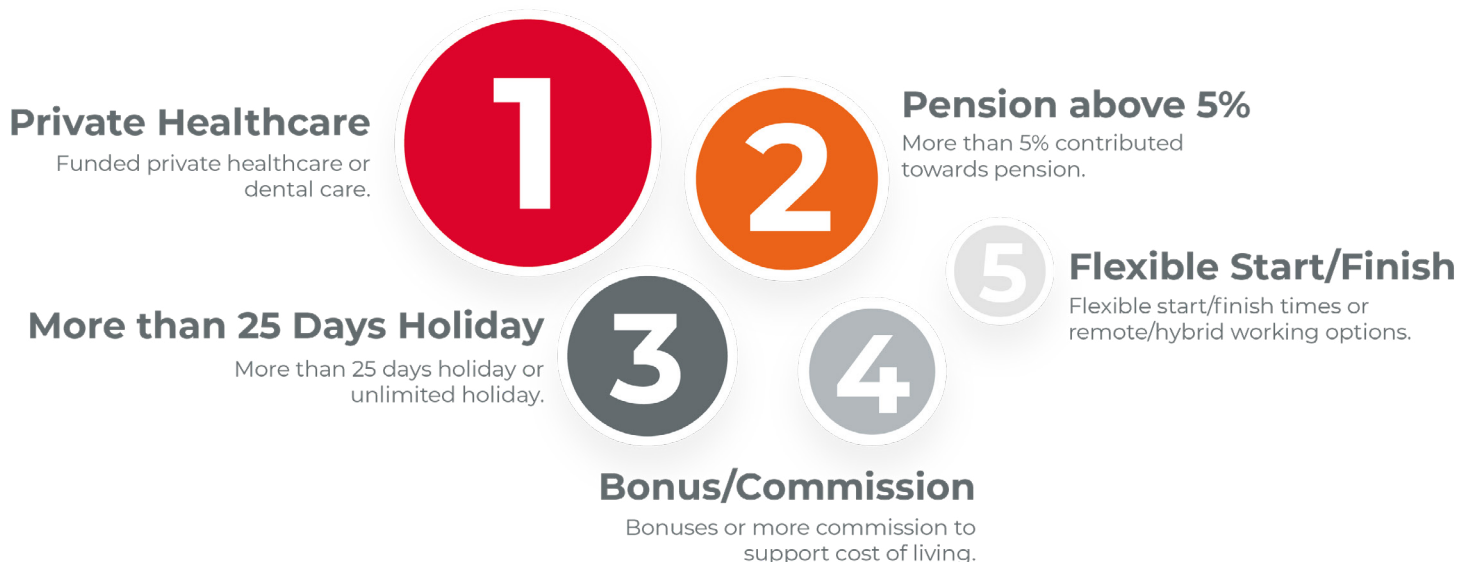 1
Private Healthcare
Funded private healthcare or
dental care.
2
Pension above 5%
More than 5% contributed
towards pension.
3
More than 25 Days Holiday
More than 25 days holiday or
unlimited holiday.
4
Bonus/Commission
Bonuses or more commission to
support cost of living.
5
Flexible Start/Finish
Flexible start/finish times or
remote/hybrid working options.